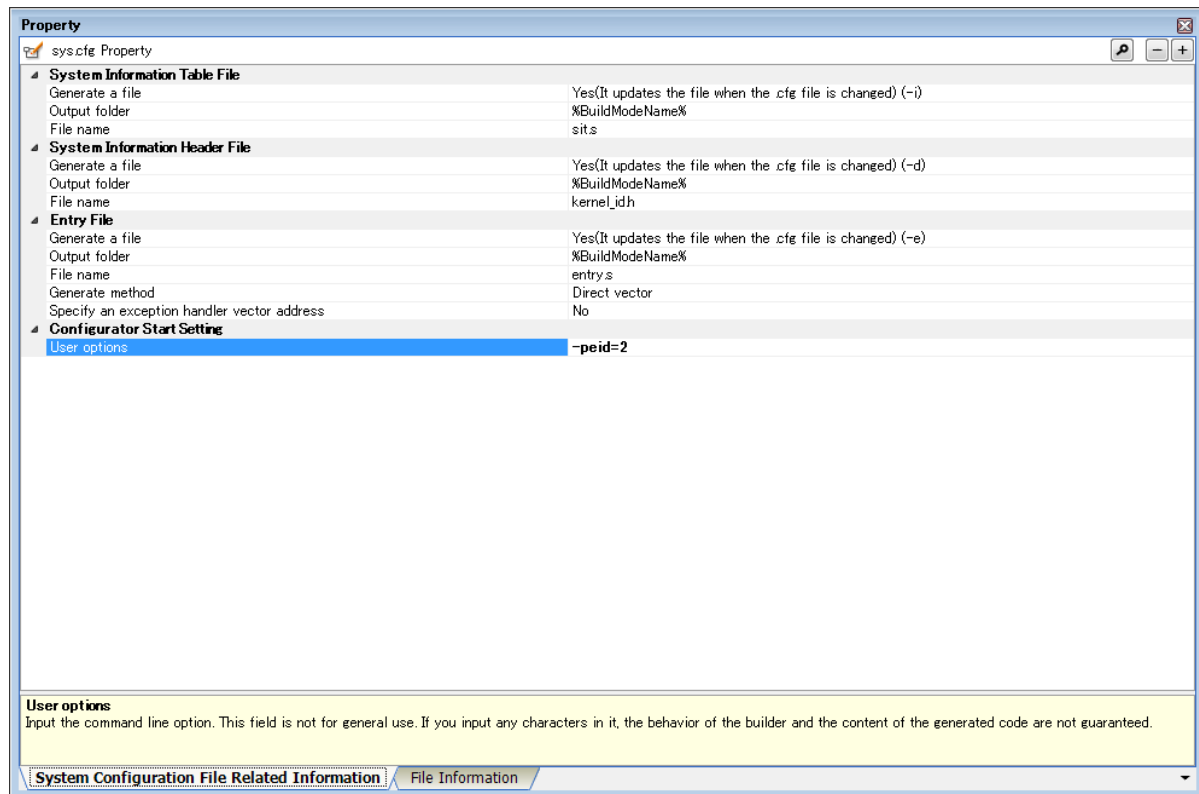 Property
sys.cfg Property
System Information Table File
Generate a file Yes(It updates the file when the .cfg file is changed) (-i)
Output folder %BuildModeName%
File name sit.s
System Information Header File
Generate a file Yes(It updates the file when the .cfg file is changed) (-d)
Output folder %BuildModeName%
File name kernel_id.h
Entry File
Generate a file Yes(It updates the file when the .cfg file is changed) (-e)
Output folder %BuildModeName%
File name entry.s
Generate method Direct vector
Specify an exception handler vector address No
Configurator Start Setting
User options -peid=2
User options
Input the command line option. This field is not for general use. If you input any characters in it, the behavior of the builder and the content of the generated code are not guaranteed.
System Configuration File Related Information File Information